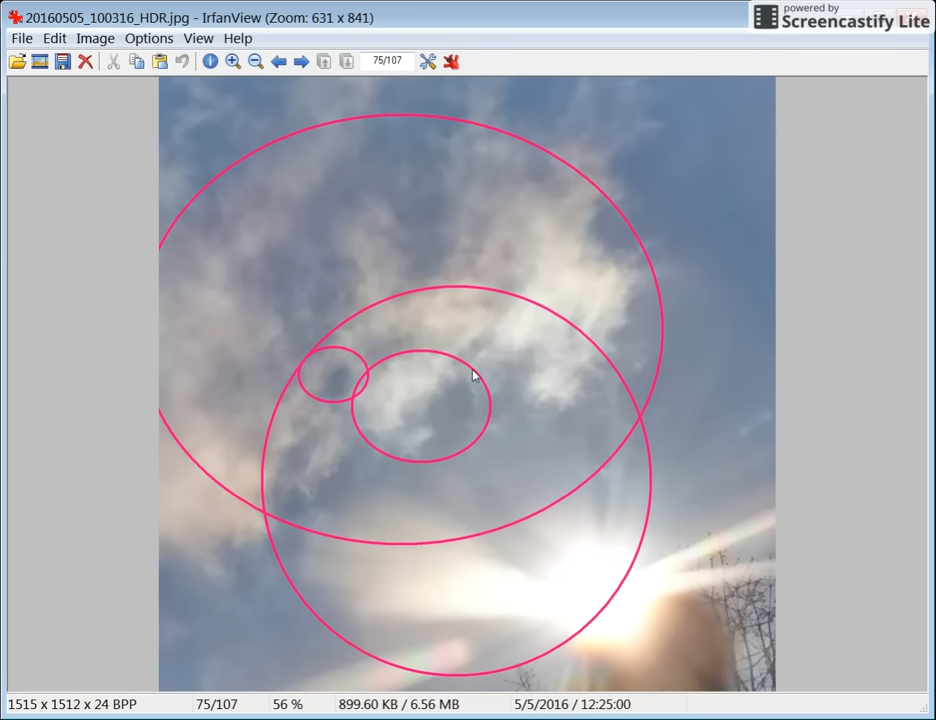 20160505_100316_HDR.jpg - IrfanView (Zoom: 631 x 841)
powered by
Screencastify Lite
File Edit Image Options View Help
75/107
1515 x 1512 x 24 BPP 75/107 56 % 899.60 KB / 6.56 MB 5/5/2016 / 12:25:00